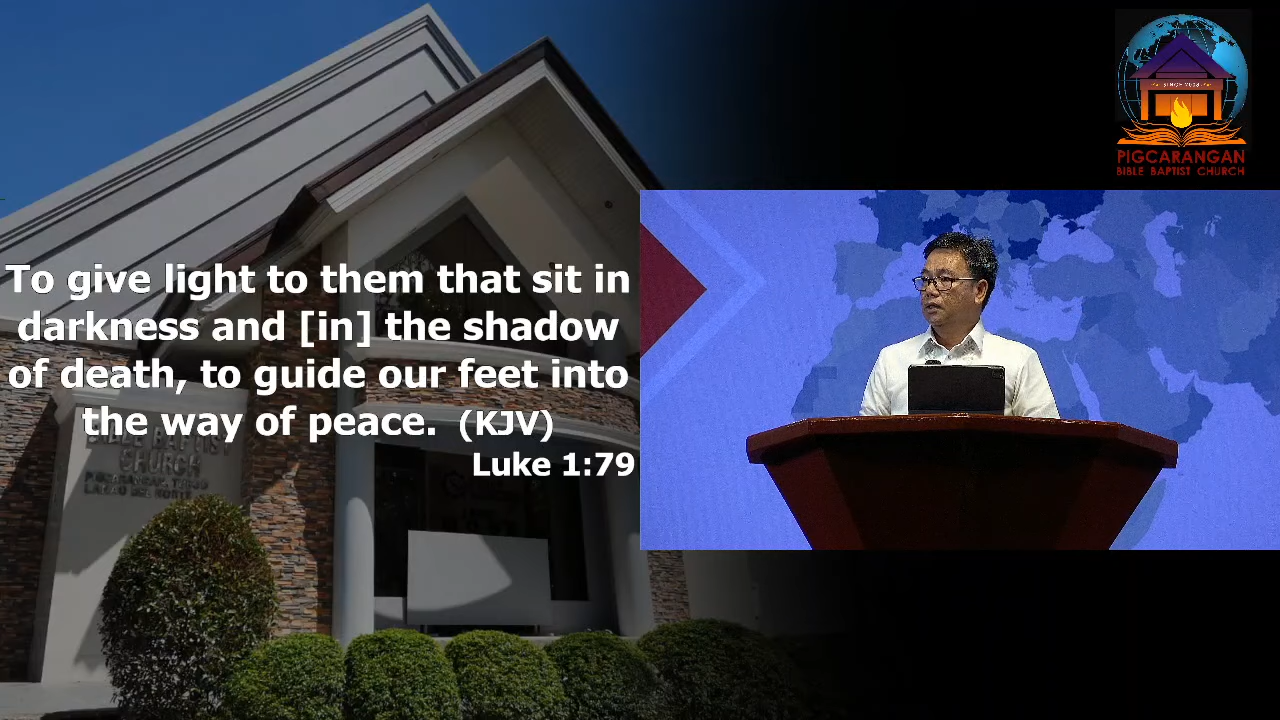 To give light to them that sit in
darkness and [in] the shadow
of death, to guide our feet into
the way of peace. (KJV)
Luke 1:79
BIBLE BAPTIST
CHURCH
PIGCARANGAN
BIBLE BAPTIST CHURCH